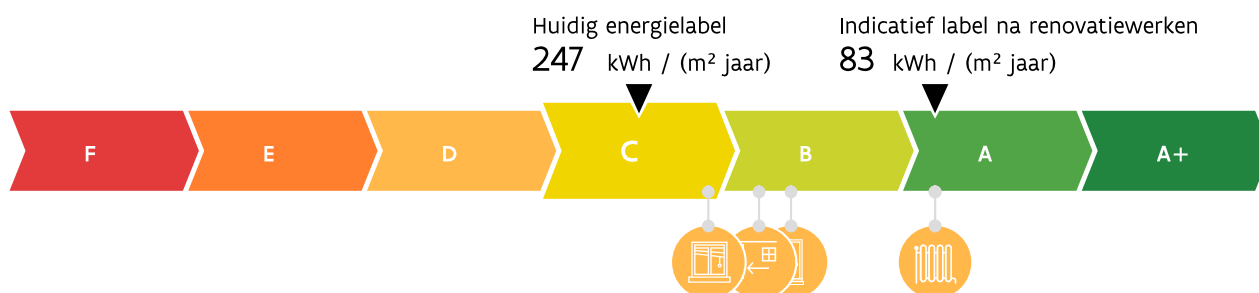 Huidig energielabel
247 kWh / (m² jaar)
Indicatief label na renovatiewerken
83 kWh / (m² jaar)
F E D C B A A+